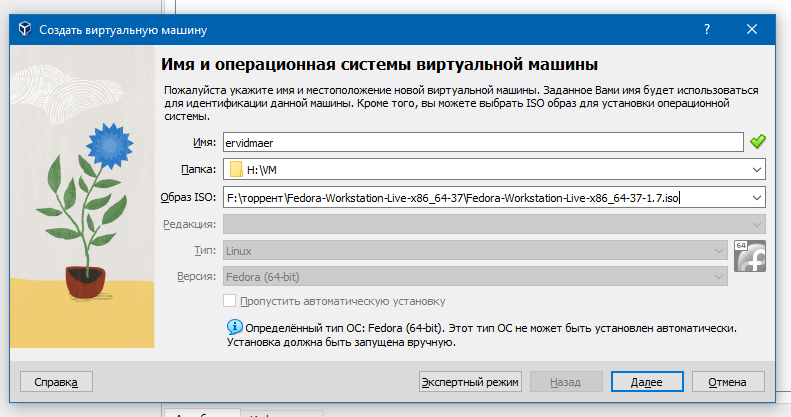 Создать виртуальную машину
?
Имя и операционная системы виртуальной машины
Пожалуйста укажите имя и местоположение новой виртуальной машины. Заданное Вами имя будет использоваться
для идентификации данной машины. Кроме того, вы можете выбрать ISO образ для установки операционной
системы.
Имя: ervidmaer
Папка: H:\VM
Образ ISO: F:\торрент\Fedora-Workstation-Live-x86_64-37\Fedora-Workstation-Live-x86_64-37-1.7.iso
Редакция:
Тип: Linux
64
Версия: Fedora (64-bit)
Пропустить автоматическую установку
Определённый тип ОС: Fedora (64-bit). Этот тип ОС не может быть установлен автоматически.
Установка должна быть запущена вручную.
Справка Экспертный режим Назад Далее Отмена